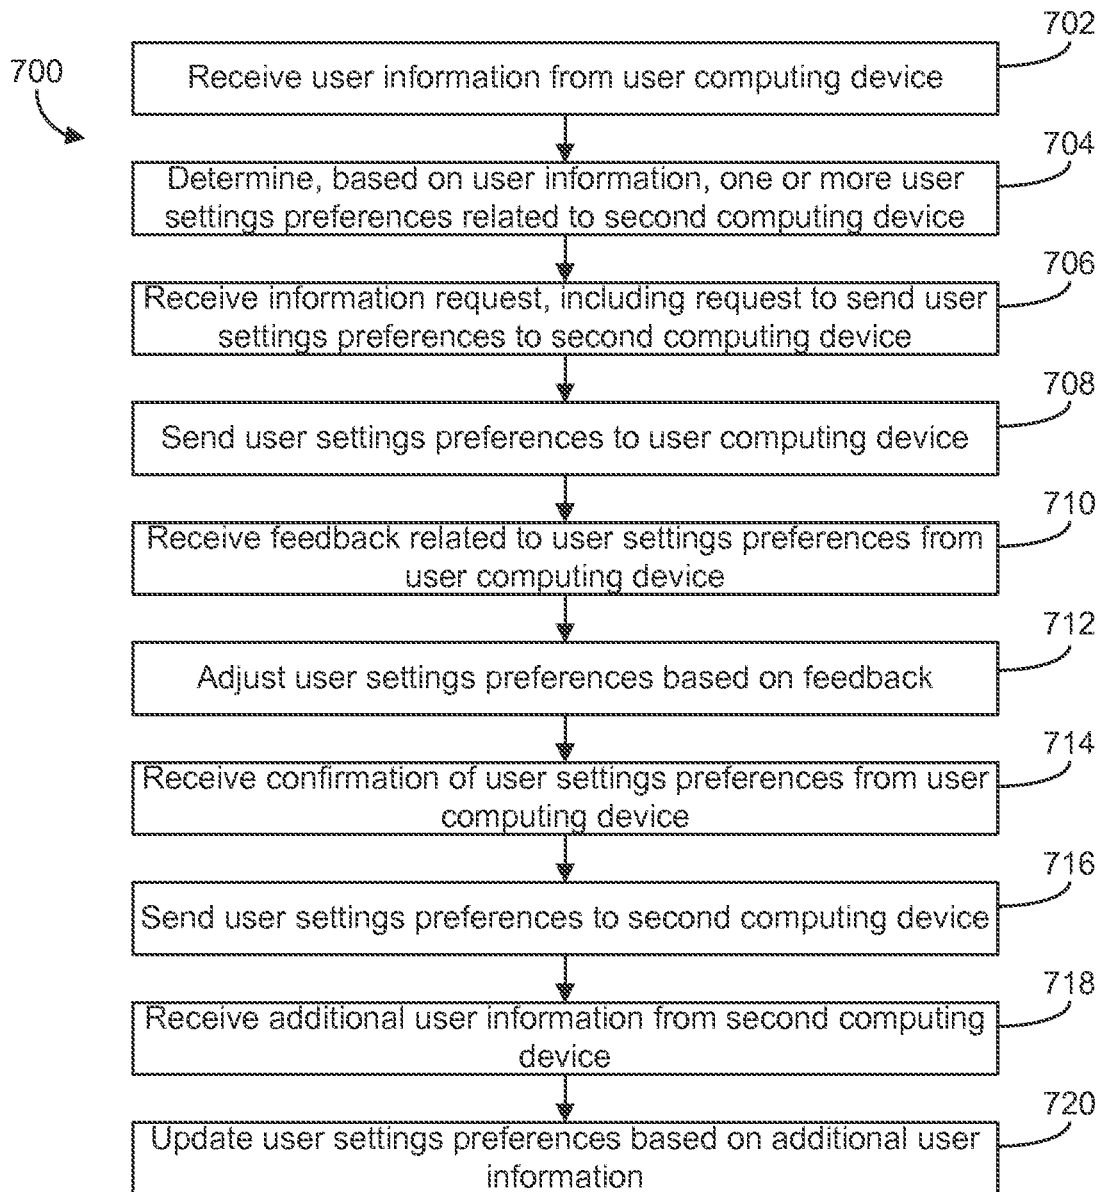 702
700
Receive user information from user computing device
704
Determine, based on user information, one or more user
settings preferences related to second computing device
706
Receive information request, including request to send user
settings preferences to second computing device
708
Send user settings preferences to user computing device
710
Receive feedback related to user settings preferences from
user computing device
712
Adjust user settings preferences based on feedback
714
Receive confirmation of user settings preferences from user
computing device
716
Send user settings preferences to second computing device
718
Receive additional user information from second computing
device
720
Update user settings preferences based on additional user
information